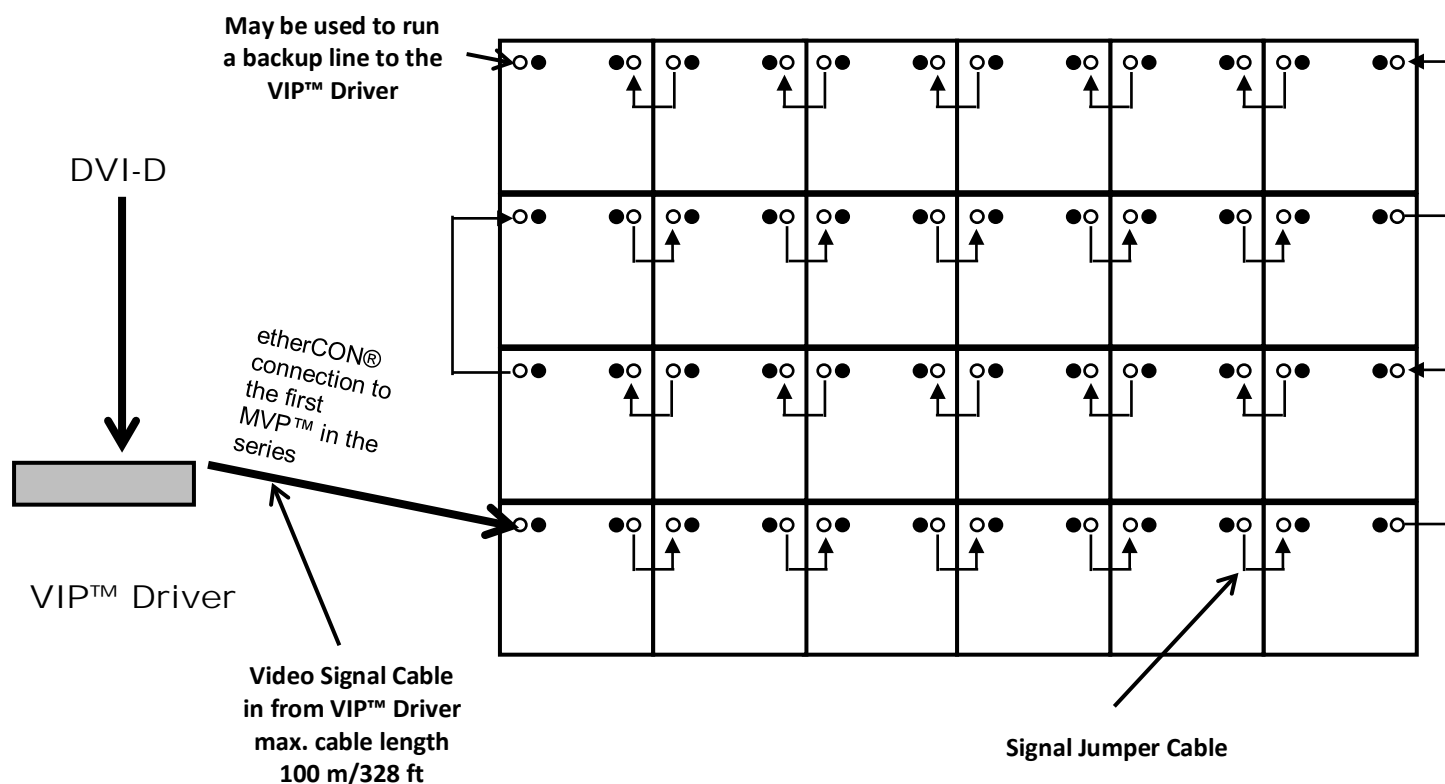 May be used to run
a backup line to the
VIP™ Driver
DVI-D
etherCON®
connection to
the first
MVP™ in the
series
VIP™ Driver
Video Signal Cable
in from VIP™ Driver
max. cable length
100 m/328 ft
Signal Jumper Cable